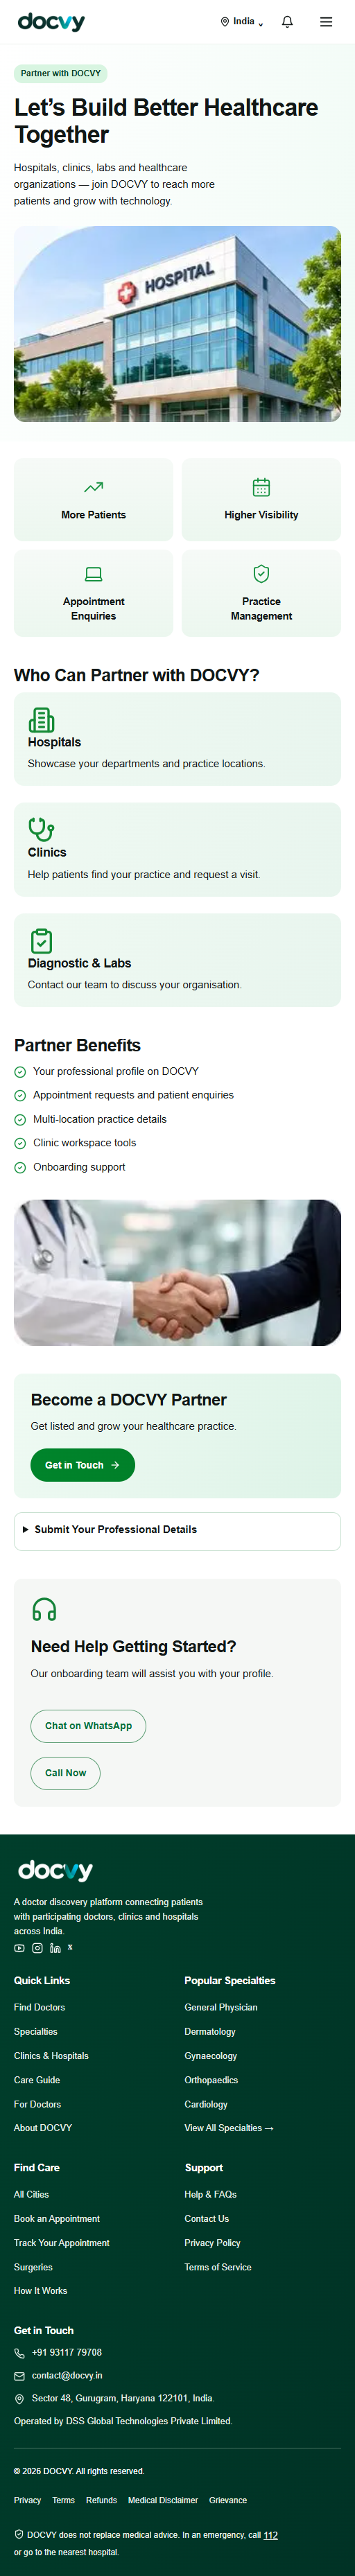 docvy
India
Partner with DOCVY
Let's Build Better Healthcare
Together
Hospitals, clinics, labs and healthcare
organizations — join DOCVY to reach more
patients and grow with technology.
HOSPITAL
More Patients
Higher Visibility
Appointment
Enquiries
Practice
Management
Who Can Partner with DOCVY?
Hospitals
Showcase your departments and practice locations.
Clinics
Help patients find your practice and request a visit.
Diagnostic & Labs
Contact our team to discuss your organisation.
Partner Benefits
Your professional profile on DOCVY
Appointment requests and patient enquiries
Multi-location practice details
Clinic workspace tools
Onboarding support
Become a DOCVY Partner
Get listed and grow your healthcare practice.
Get in Touch →
Submit Your Professional Details
Need Help Getting Started?
Our onboarding team will assist you with your profile.
Chat on WhatsApp
Call Now
docvy
A doctor discovery platform connecting patients
with participating doctors, clinics and hospitals
across India.
Quick Links
Find Doctors
Specialties
Clinics & Hospitals
Care Guide
For Doctors
About DOCVY
Popular Specialties
General Physician
Dermatology
Gynaecology
Orthopaedics
Cardiology
View All Specialties →
Find Care
All Cities
Book an Appointment
Track Your Appointment
Surgeries
How It Works
Support
Help & FAQs
Contact Us
Privacy Policy
Terms of Service
Get in Touch
+91 93117 79708
contact@docvy.in
Sector 48, Gurugram, Haryana 122101, India.
Operated by DSS Global Technologies Private Limited.
© 2026 DOCVY. All rights reserved.
Privacy Terms Refunds Medical Disclaimer Grievance
DOCVY does not replace medical advice. In an emergency, call 112
or go to the nearest hospital.